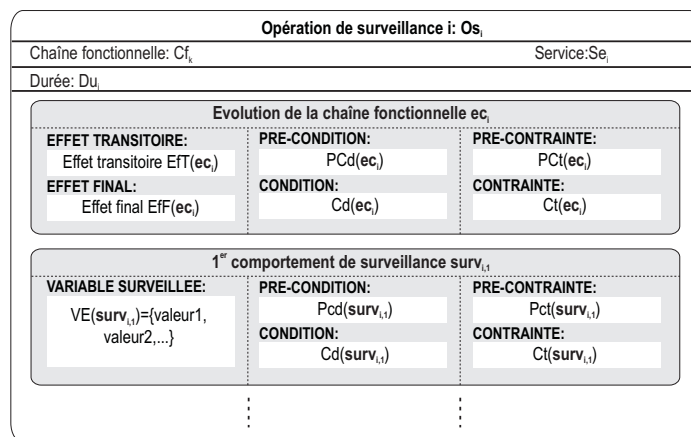 Opération de surveillance i: Osᵢ
Chaîne fonctionnelle: Cfₖ Service:Seᵢ
Durée: Duᵢ
Evolution de la chaîne fonctionnelle ecᵢ
EFFET TRANSITOIRE: PRE-CONDITION: PRE-CONTRAINTE:
Effet transitoire EfT(ecᵢ) PCd(ecᵢ) PCt(ecᵢ)
EFFET FINAL: CONDITION: CONTRAINTE:
Effet final EfF(ecᵢ) Cd(ecᵢ) Ct(ecᵢ)
1er comportement de surveillance survᵢ,₁
VARIABLE SURVEILLEE: PRE-CONDITION: PRE-CONTRAINTE:
VE(survᵢ,₁)={valeur1, Pcd(survᵢ,₁) Pct(survᵢ,₁)
valeur2,...} CONDITION: CONTRAINTE:
Cd(survᵢ,₁) Ct(survᵢ,₁)